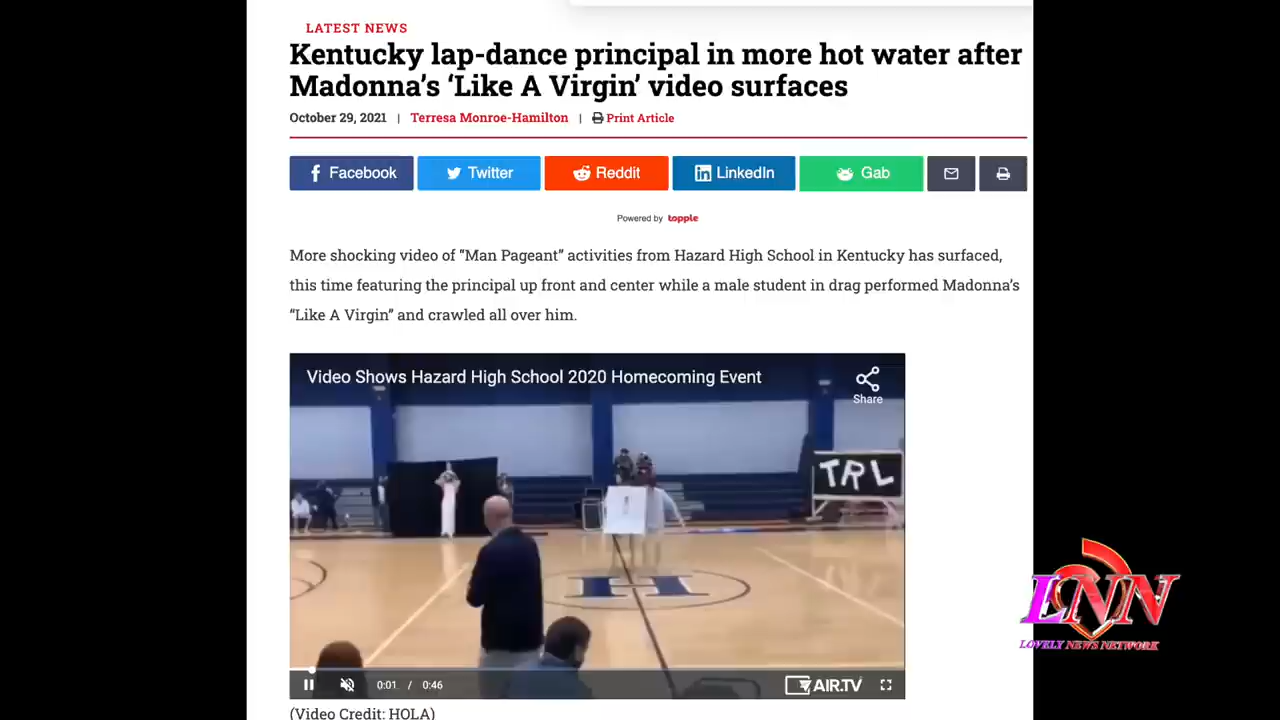 LATEST NEWS
Kentucky lap-dance principal in more hot water after
Madonna’s ‘Like A Virgin’ video surfaces
October 29, 2021 | Terresa Monroe-Hamilton | Print Article
Facebook Twitter Reddit LinkedIn Gab
Powered by topple
More shocking video of “Man Pageant” activities from Hazard High School in Kentucky has surfaced,
this time featuring the principal up front and center while a male student in drag performed Madonna’s
“Like A Virgin” and crawled all over him.
Video Shows Hazard High School 2020 Homecoming Event
Share
TRL
H
LNN
LOVELY NEWS NETWORK
0:01 / 0:46
AIR.TV
(Video Credit: HOLA)